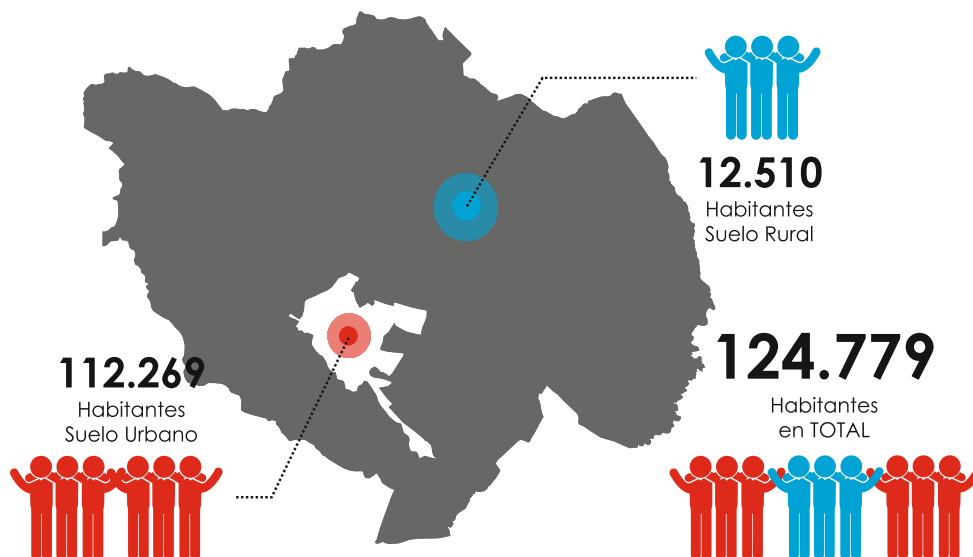 12.510
Habitantes
Suelo Rural
112.269
Habitantes
Suelo Urbano
124.779
Habitantes
en TOTAL